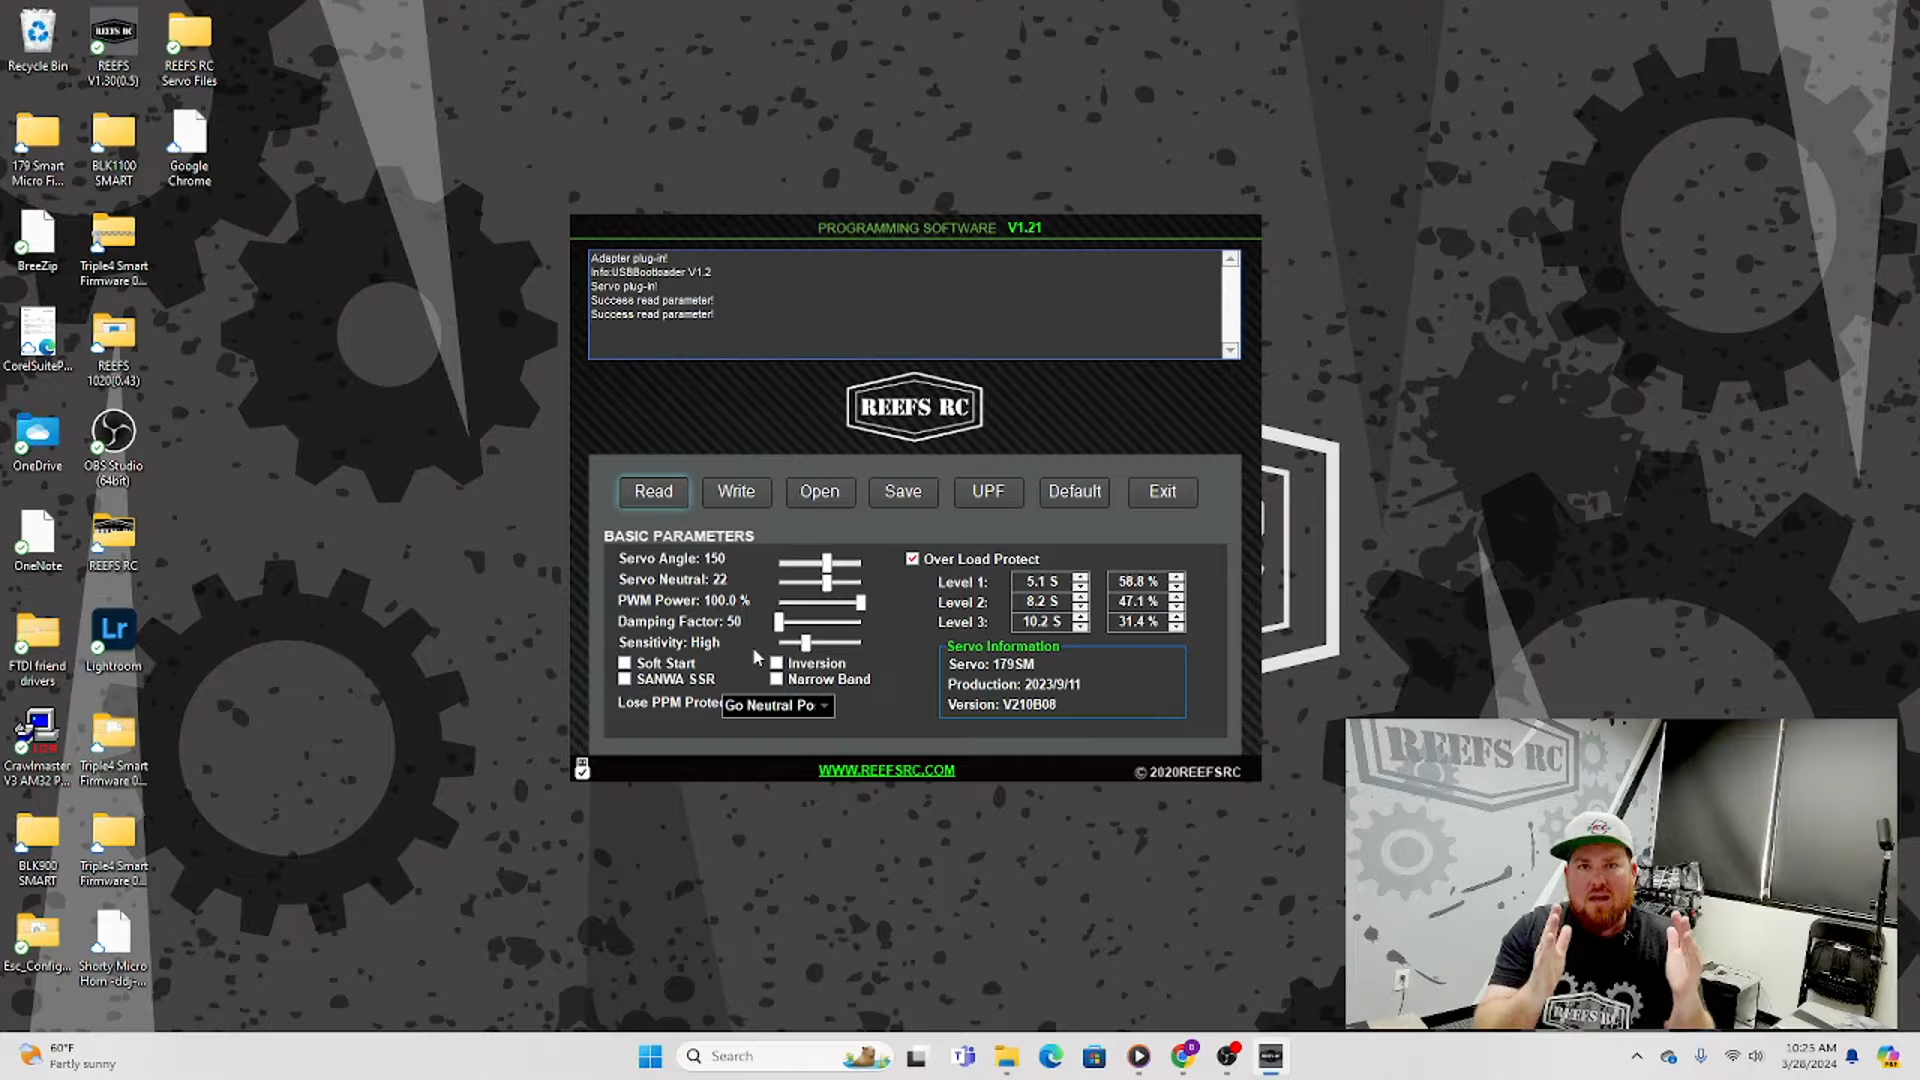 Recycle Bin
REEFS RC
REEFS V1.30(0.5)
REEFS RC Servo Files
179 Smart Micro Fi...
BLK1100 SMART
Google Chrome
BreeZip
Triple4 Smart Firmware 0...
CorelSuiteP...
REEFS 1020(0.43)
OneDrive
OBS Studio (64bit)
OneNote
REEFS RC
FTDI friend drivers
Lr
Lightroom
Crawlmaster V3 AM32 P...
Triple4 Smart Firmware 0...
BLK900 SMART
Triple4 Smart Firmware 0...
Esc_Config...
Shorty Micro Horn -ddj-...
PROGRAMMING SOFTWARE V1.21
Adapter plug-in!
Info:USBBootloader V1.2
Servo plug-in!
Success read parameter!
Success read parameter!
REEFS RC
Read Write Open Save UPF Default Exit
BASIC PARAMETERS
Servo Angle: 150
Servo Neutral: 22
PWM Power: 100.0 %
Damping Factor: 50
Sensitivity: High
Soft Start Inversion
SANWA SSR Narrow Band
Lose PPM Protec Go Neutral Po
Over Load Protect
Level 1: 5.1 S 58.8 %
Level 2: 8.2 S 47.1 %
Level 3: 10.2 S 31.4 %
Servo Information
Servo: 179SM
Production: 2023/9/11
Version: V210B08
WWW.REEFSRC.COM
© 2020REEFSRC
REEFS RC
REEFS RC
60°F
Partly sunny
Search
10:25 AM
3/28/2024